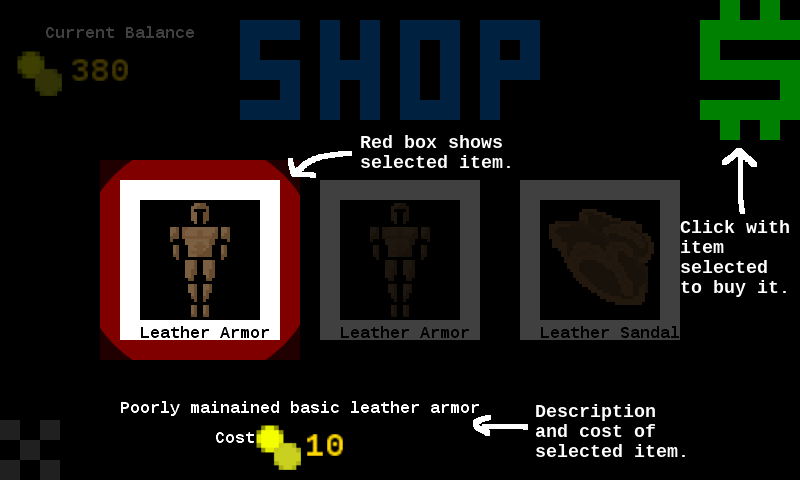 Current Balance
380
SHOP
$
Red box shows
selected item.
Click with
item
selected
to buy it.
Leather Armor
Leather Armor
Leather Sandal
Poorly mainained basic leather armor
Cost 10
Description
and cost of
selected item.